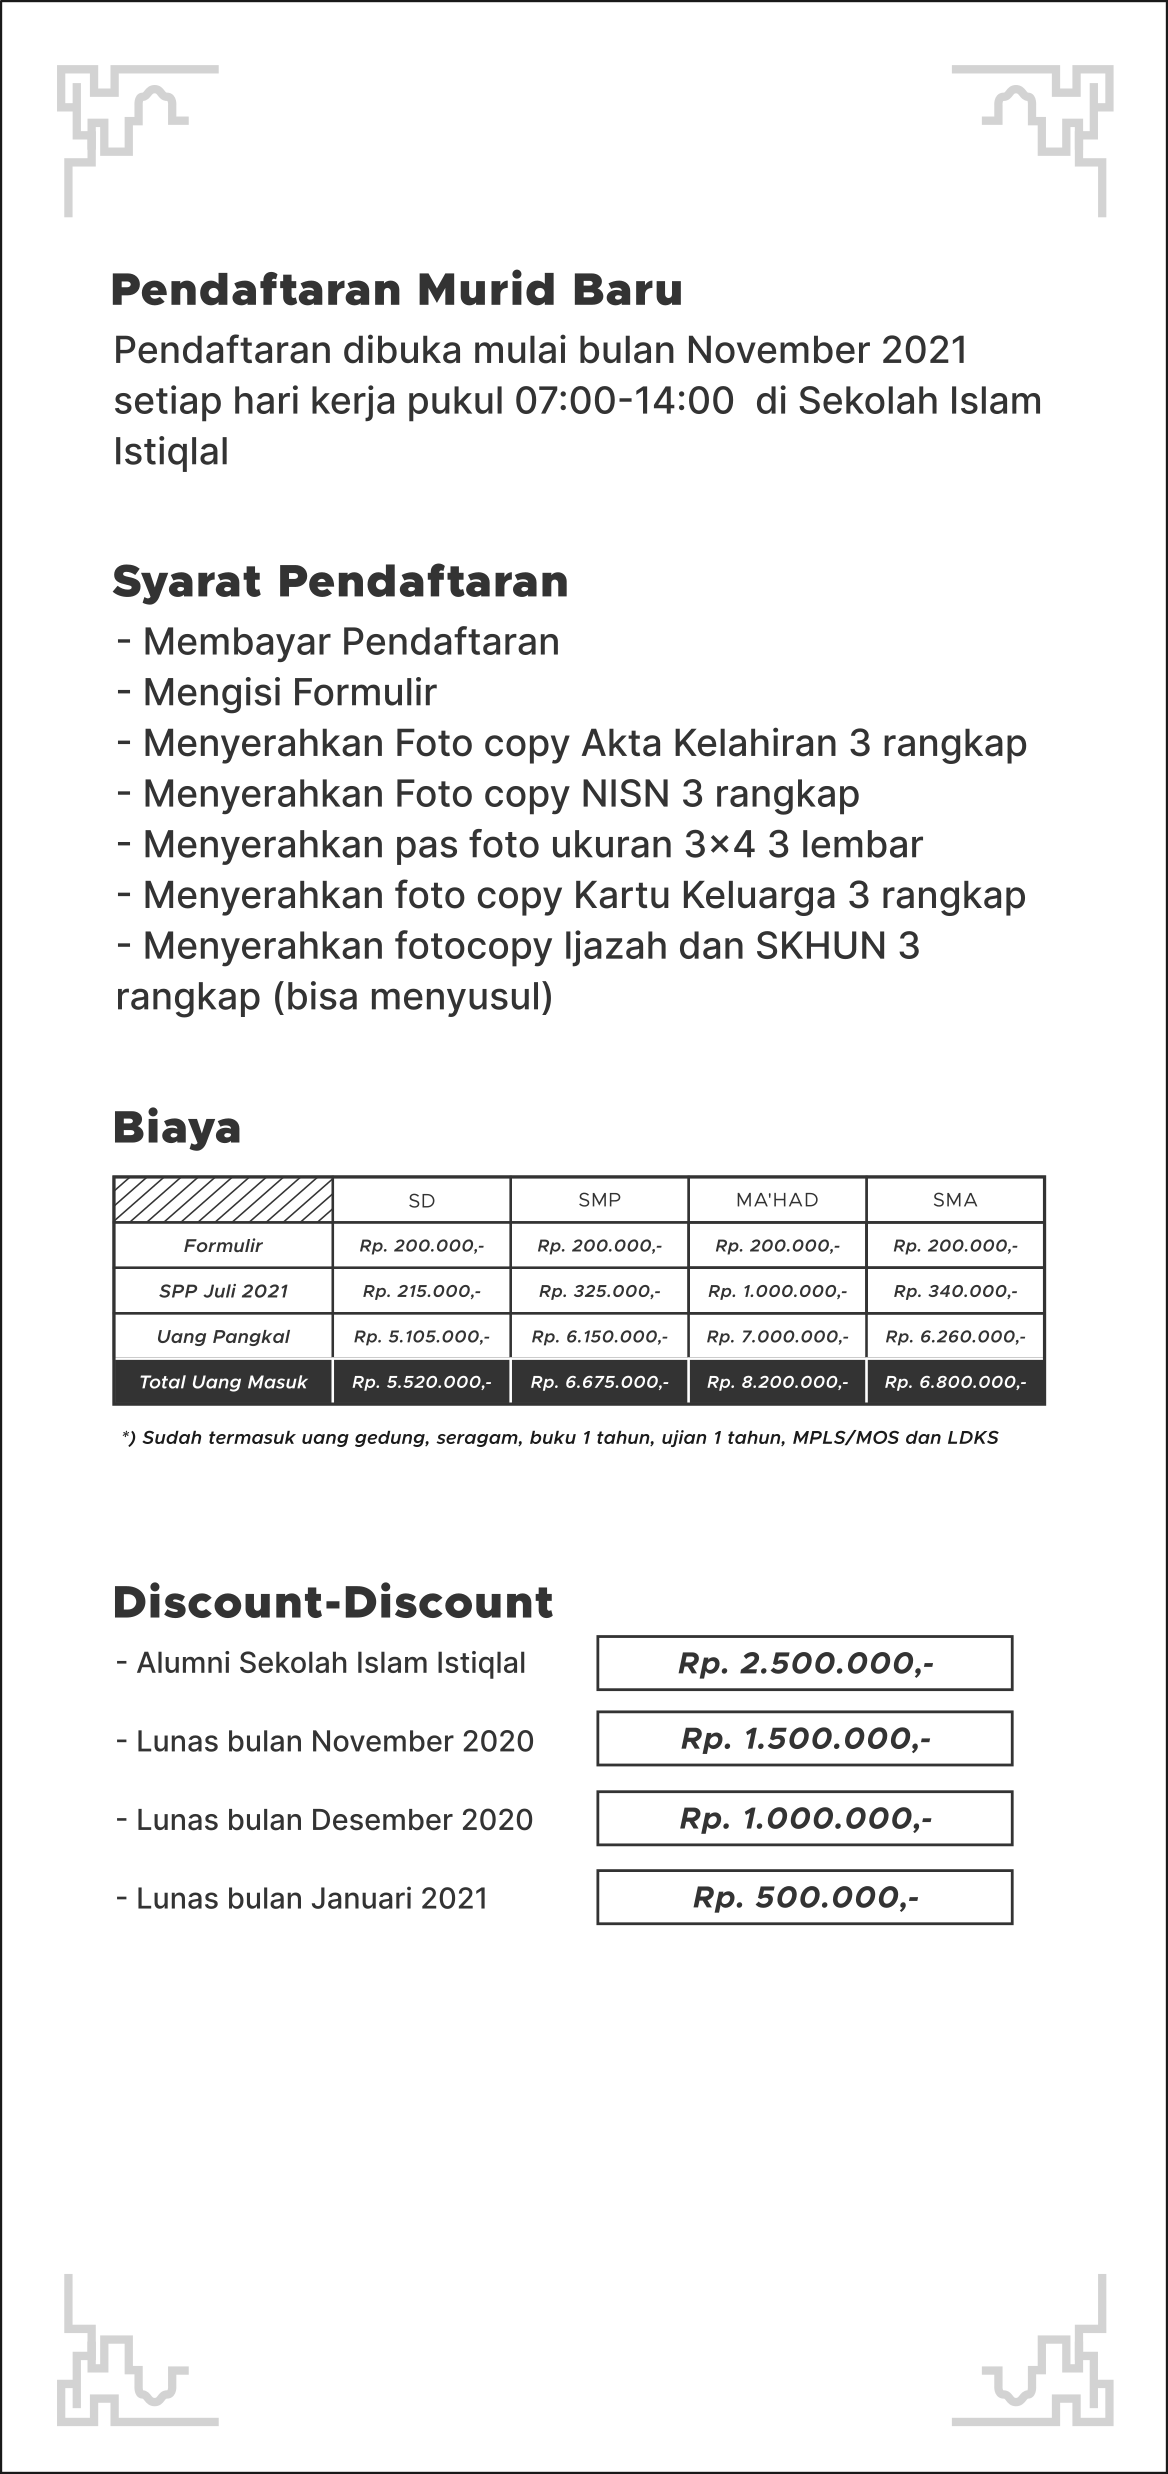 Pendaftaran Murid Baru
Pendaftaran dibuka mulai bulan November 2021
setiap hari kerja pukul 07:00-14:00  di Sekolah Islam
Istiqlal
Syarat Pendaftaran
- Membayar Pendaftaran
- Mengisi Formulir
- Menyerahkan Foto copy Akta Kelahiran 3 rangkap
- Menyerahkan Foto copy NISN 3 rangkap
- Menyerahkan pas foto ukuran 3×4 3 lembar
- Menyerahkan foto copy Kartu Keluarga 3 rangkap
- Menyerahkan fotocopy Ijazah dan SKHUN 3
rangkap (bisa menyusul)
Biaya
SD SMP MA'HAD SMA
Formulir Rp. 200.000,- Rp. 200.000,- Rp. 200.000,- Rp. 200.000,-
SPP Juli 2021 Rp. 215.000,- Rp. 325.000,- Rp. 1.000.000,- Rp. 340.000,-
Uang Pangkal Rp. 5.105.000,- Rp. 6.150.000,- Rp. 7.000.000,- Rp. 6.260.000,-
Total Uang Masuk Rp. 5.520.000,- Rp. 6.675.000,- Rp. 8.200.000,- Rp. 6.800.000,-
*) Sudah termasuk uang gedung, seragam, buku 1 tahun, ujian 1 tahun, MPLS/MOS dan LDKS
Discount-Discount
- Alumni Sekolah Islam Istiqlal Rp. 2.500.000,-
- Lunas bulan November 2020 Rp. 1.500.000,-
- Lunas bulan Desember 2020 Rp. 1.000.000,-
- Lunas bulan Januari 2021 Rp. 500.000,-